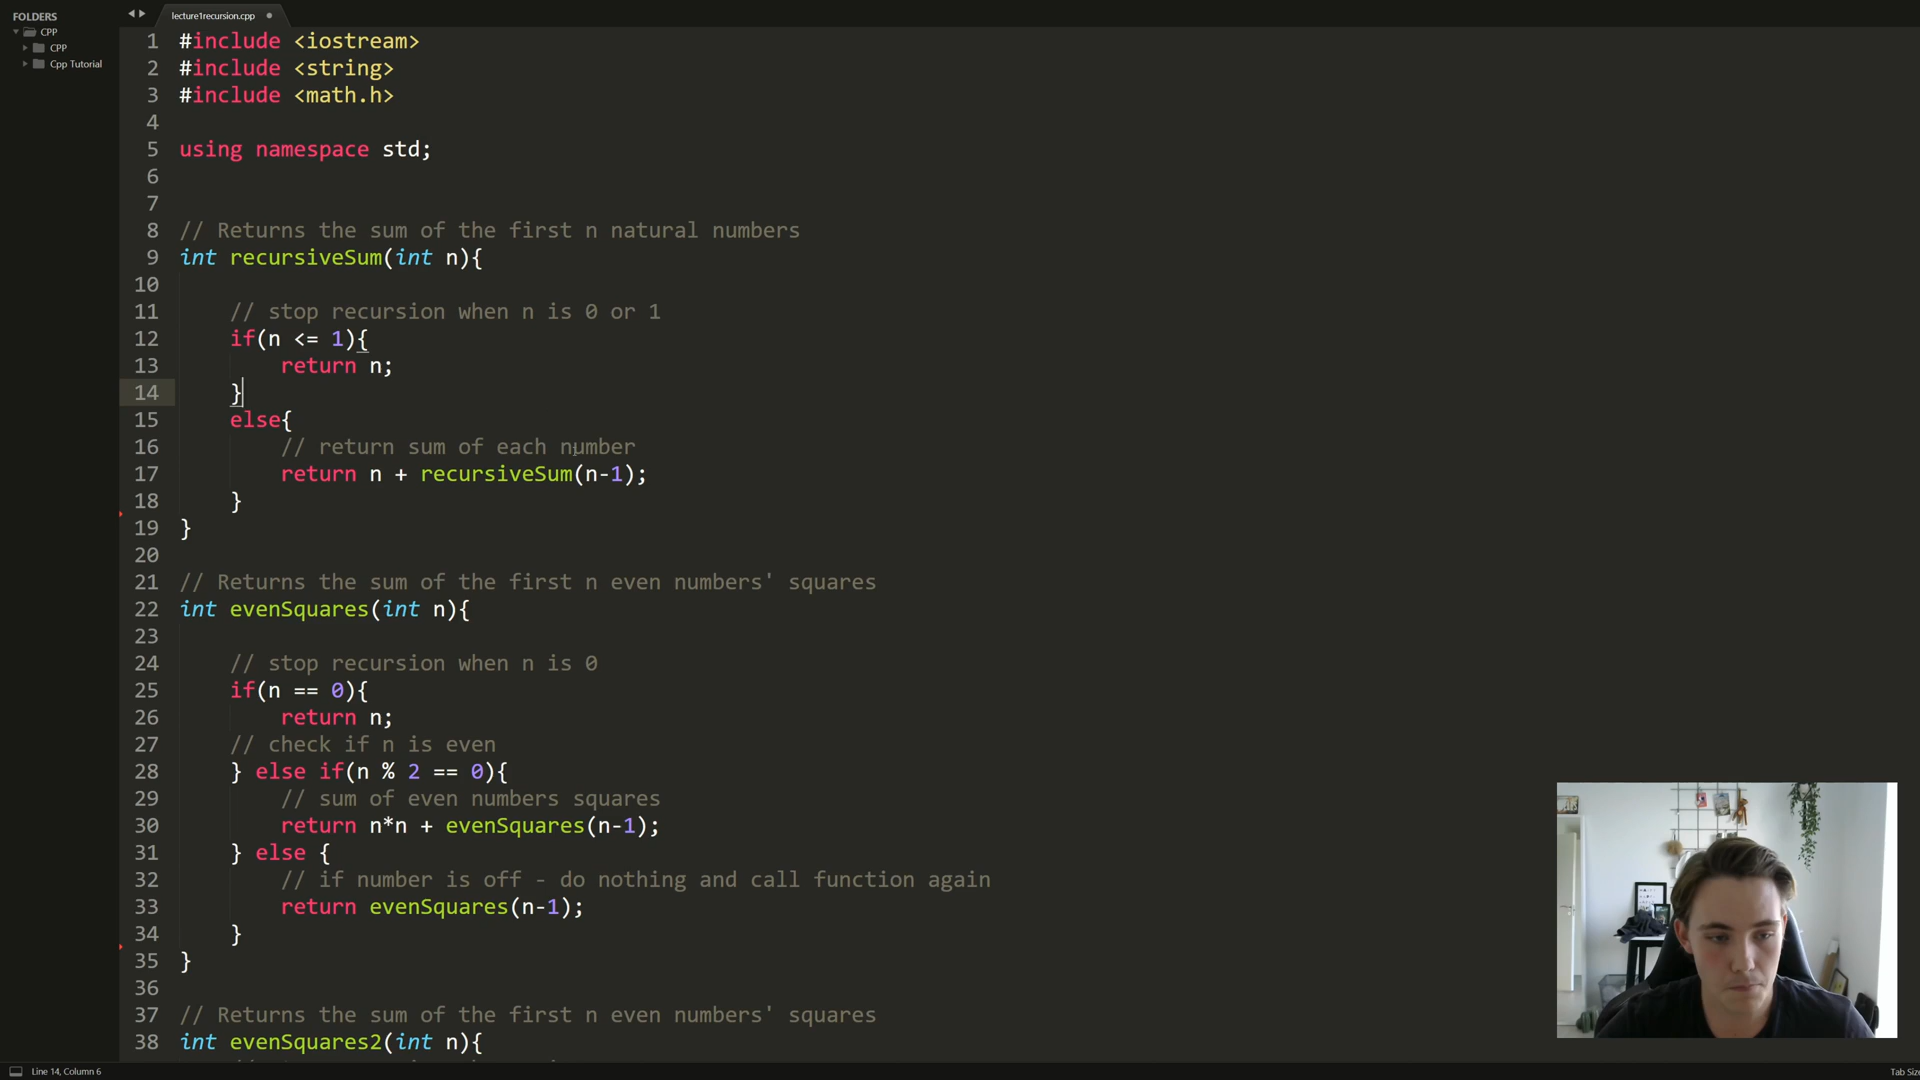 FOLDERS
CPP
CPP
Cpp Tutorial
lecture1recursion.cpp
1 #include <iostream>
2 #include <string>
3 #include <math.h>
4
5 using namespace std;
6
7
8 // Returns the sum of the first n natural numbers
9 int recursiveSum(int n){
10
11 // stop recursion when n is 0 or 1
12 if(n <= 1){
13 return n;
14 }
15 else{
16 // return sum of each number
17 return n + recursiveSum(n-1);
18 }
19 }
20
21 // Returns the sum of the first n even numbers' squares
22 int evenSquares(int n){
23
24 // stop recursion when n is 0
25 if(n == 0){
26 return n;
27 // check if n is even
28 } else if(n % 2 == 0){
29 // sum of even numbers squares
30 return n*n + evenSquares(n-1);
31 } else {
32 // if number is off - do nothing and call function again
33 return evenSquares(n-1);
34 }
35 }
36
37 // Returns the sum of the first n even numbers' squares
38 int evenSquares2(int n){
Line 14, Column 6
Tab Size